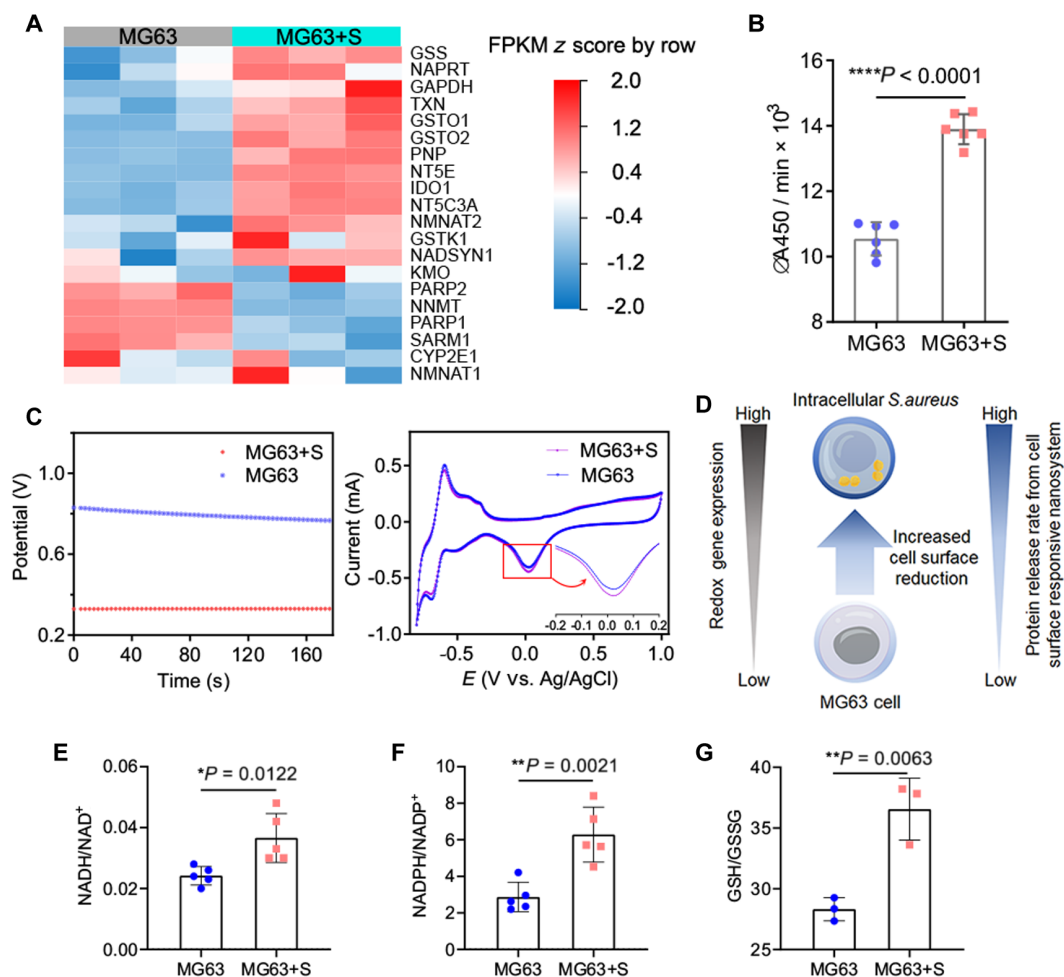 A
MG63
MG63+S
GSS
NAPRT
GAPDH
TXN
GSTO1
GSTO2
PNP
NT5E
IDO1
NT5C3A
NMNAT2
GSTK1
NADSYN1
KMO
PARP2
NNMT
PARP1
SARM1
CYP2E1
NMNAT1
FPKM z score by row
2.0
1.2
0.4
-0.4
-1.2
-2.0
B
****P < 0.0001
∅A450 / min × 10³
16
14
12
10
8
MG63
MG63+S
C
Potential (V)
1.0
0.6
0.2
MG63+S
MG63
0
40
80
120
160
Time (s)
Current (mA)
0.5
0.0
-0.5
-1.0
MG63+S
MG63
-0.2
0.0
0.2
-0.5
0.0
0.5
1.0
E (V vs. Ag/AgCl)
D
Intracellular S.aureus
High
High
Redox gene expression
Increased
cell surface
reduction
Protein release rate from cell
surface responsive nanosystem
Low
Low
MG63 cell
E
*P = 0.0122
NADH/NAD⁺
0.06
0.04
0.02
0.00
MG63
MG63+S
F
**P = 0.0021
NADPH/NADP⁺
10
8
6
4
2
0
MG63
MG63+S
G
**P = 0.0063
GSH/GSSG
40
35
30
25
MG63
MG63+S